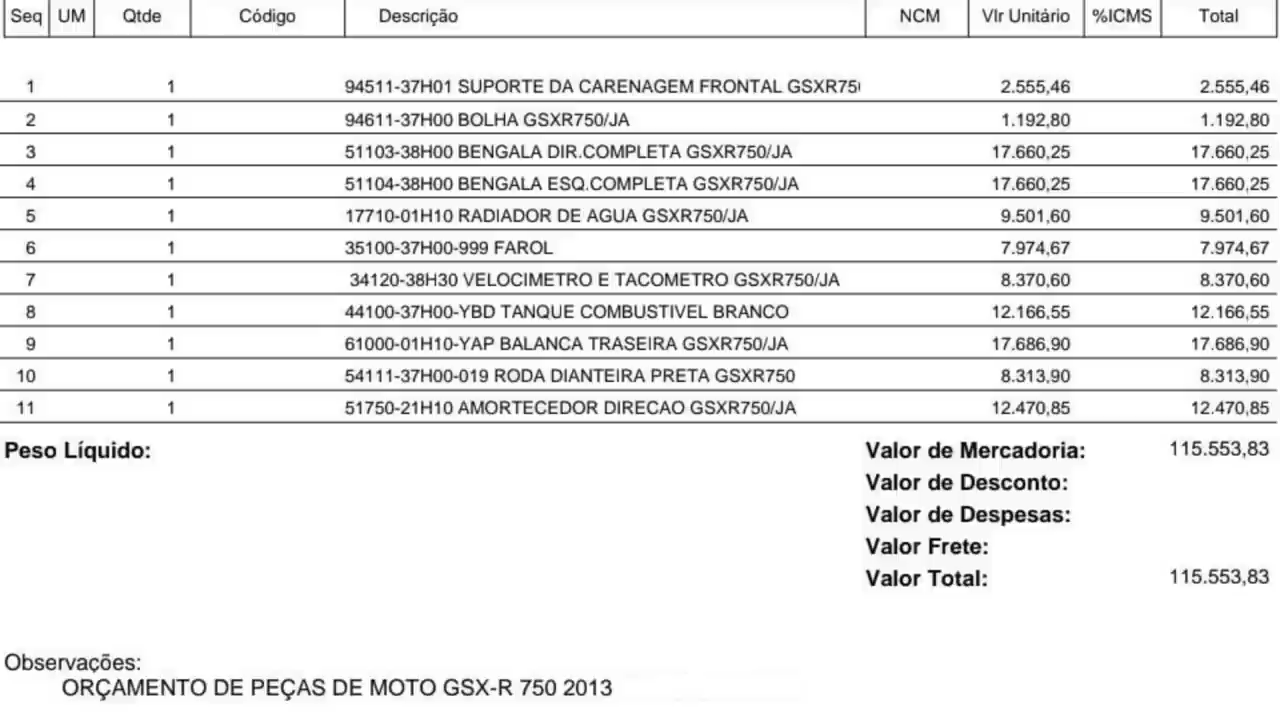 Seq UM Qtde Código Descrição NCM Vlr Unitário %ICMS Total
1 1 94511-37H01 SUPORTE DA CARENAGEM FRONTAL GSXR75 2.555,46 2.555,46
2 1 94611-37H00 BOLHA GSXR750/JA 1.192,80 1.192,80
3 1 51103-38H00 BENGALA DIR.COMPLETA GSXR750/JA 17.660,25 17.660,25
4 1 51104-38H00 BENGALA ESQ.COMPLETA GSXR750/JA 17.660,25 17.660,25
5 1 17710-01H10 RADIADOR DE AGUA GSXR750/JA 9.501,60 9.501,60
6 1 35100-37H00-999 FAROL 7.974,67 7.974,67
7 1 34120-38H30 VELOCIMETRO E TACOMETRO GSXR750/JA 8.370,60 8.370,60
8 1 44100-37H00-YBD TANQUE COMBUSTIVEL BRANCO 12.166,55 12.166,55
9 1 61000-01H10-YAP BALANCA TRASEIRA GSXR750/JA 17.686,90 17.686,90
10 1 54111-37H00-019 RODA DIANTEIRA PRETA GSXR750 8.313,90 8.313,90
11 1 51750-21H10 AMORTECEDOR DIRECAO GSXR750/JA 12.470,85 12.470,85
Peso Líquido: Valor de Mercadoria: 115.553,83
Valor de Desconto:
Valor de Despesas:
Valor Frete:
Valor Total: 115.553,83
Observações:
ORÇAMENTO DE PEÇAS DE MOTO GSX-R 750 2013